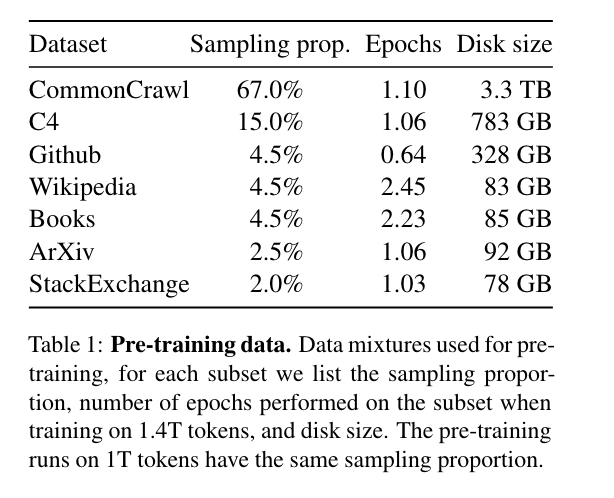 Dataset Sampling prop. Epochs Disk size
CommonCrawl 67.0% 1.10 3.3 TB
C4 15.0% 1.06 783 GB
Github 4.5% 0.64 328 GB
Wikipedia 4.5% 2.45 83 GB
Books 4.5% 2.23 85 GB
ArXiv 2.5% 1.06 92 GB
StackExchange 2.0% 1.03 78 GB
Table 1: Pre-training data. Data mixtures used for pre-
training, for each subset we list the sampling propor-
tion, number of epochs performed on the subset when
training on 1.4T tokens, and disk size. The pre-training
runs on 1T tokens have the same sampling proportion.